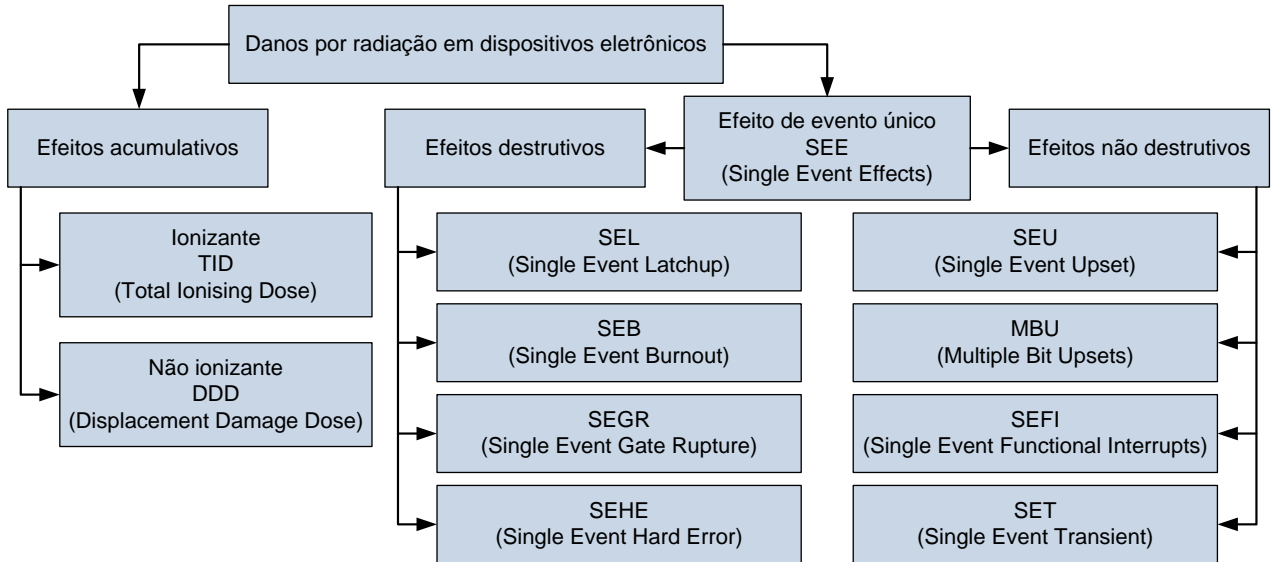 Danos por radiação em dispositivos eletrônicos
Efeitos acumulativos
Ionizante
TID
(Total Ionising Dose)
Não ionizante
DDD
(Displacement Damage Dose)
Efeito de evento único
SEE
(Single Event Effects)
Efeitos destrutivos
SEL
(Single Event Latchup)
SEB
(Single Event Burnout)
SEGR
(Single Event Gate Rupture)
SEHE
(Single Event Hard Error)
Efeitos não destrutivos
SEU
(Single Event Upset)
MBU
(Multiple Bit Upsets)
SEFI
(Single Event Functional Interrupts)
SET
(Single Event Transient)